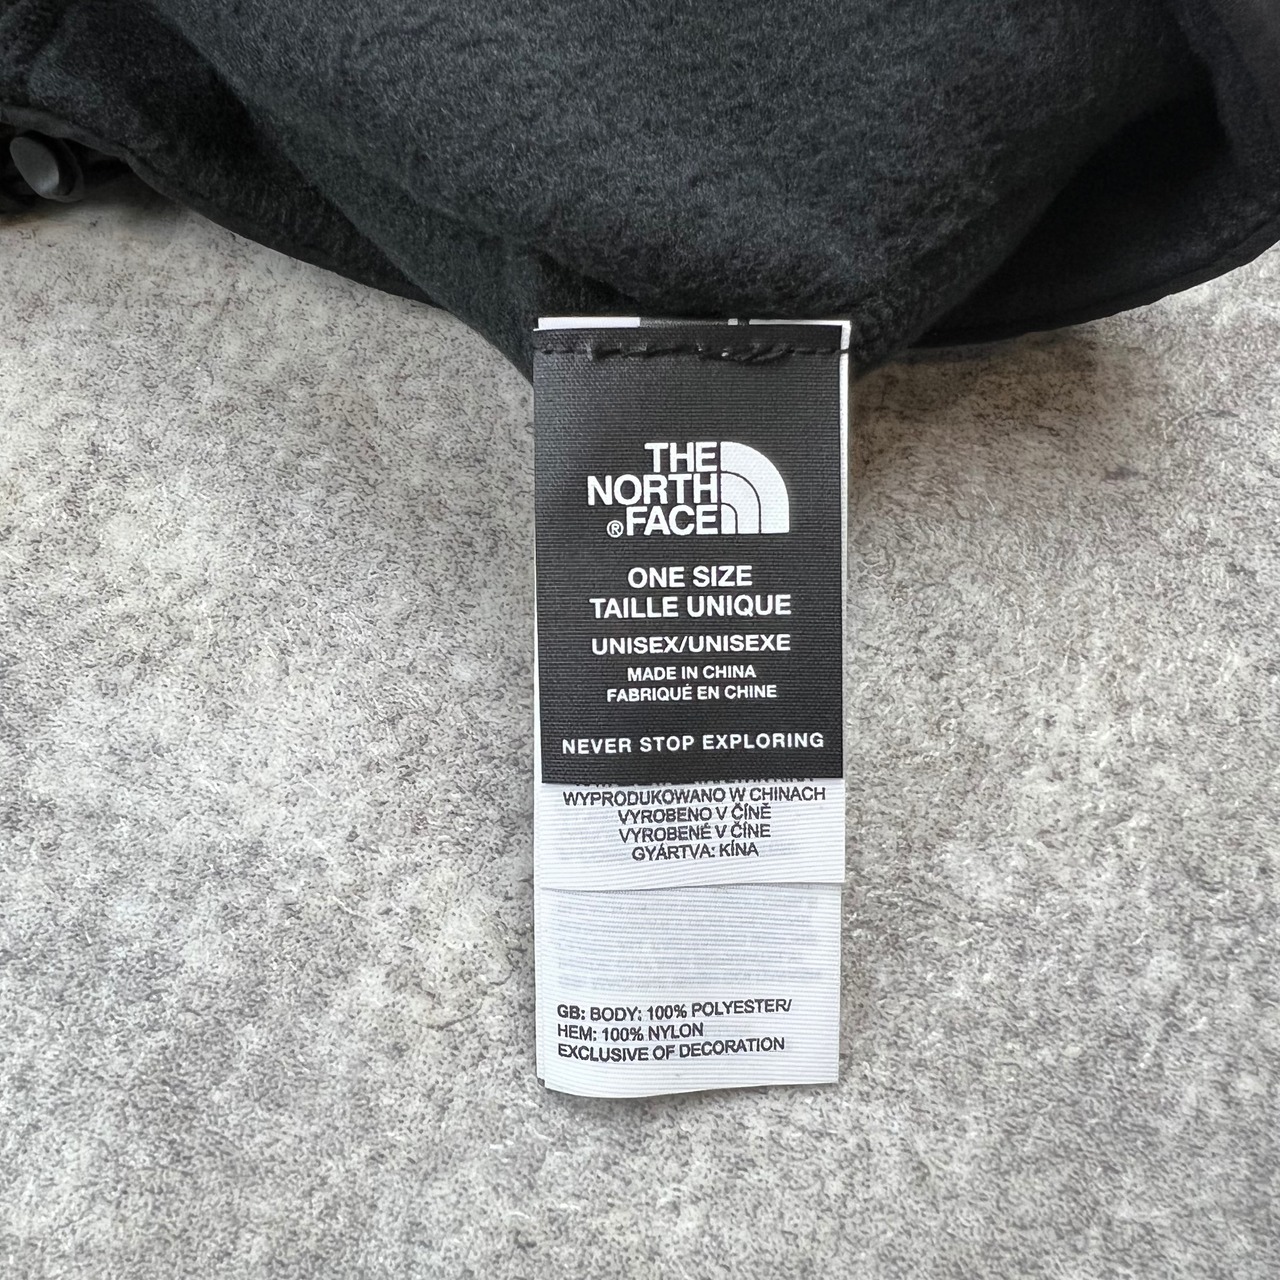 THE
NORTH
®FACE
ONE SIZE
TAILLE UNIQUE
UNISEX/UNISEXE
MADE IN CHINA
FABRIQUÉ EN CHINE
NEVER STOP EXPLORING
WYPRODUKOWANO W CHINACH
VYROBENO V ČÍNĚ
VYROBENÉ V ČÍNE
GYÁRTVA: KÍNA
GB: BODY: 100% POLYESTER/
HEM: 100% NYLON
EXCLUSIVE OF DECORATION